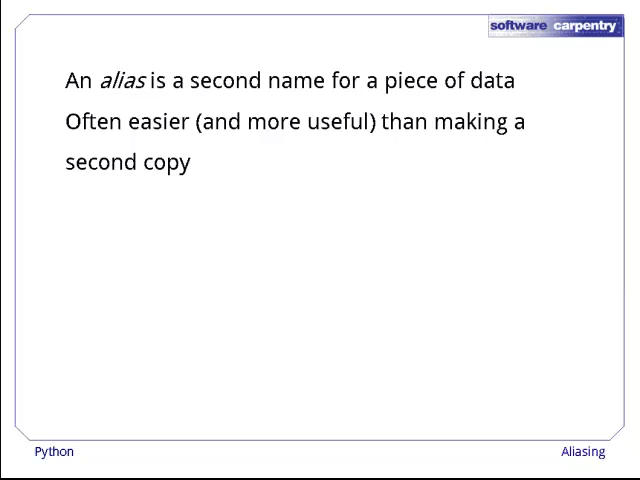 software carpentry
An alias is a second name for a piece of data
Often easier (and more useful) than making a
second copy
Python
Aliasing